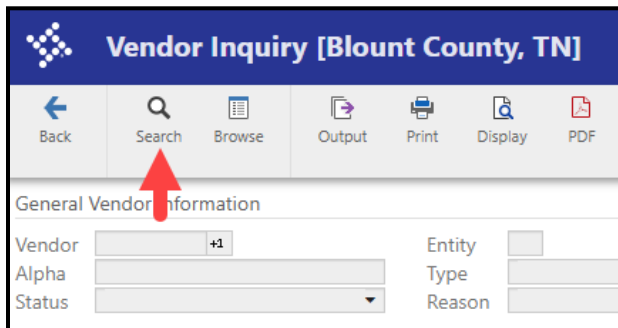 Vendor Inquiry [Blount County, TN]
Back Search Browse Output Print Display PDF
General Vendor Information
Vendor +1 Entity
Alpha Type
Status Reason